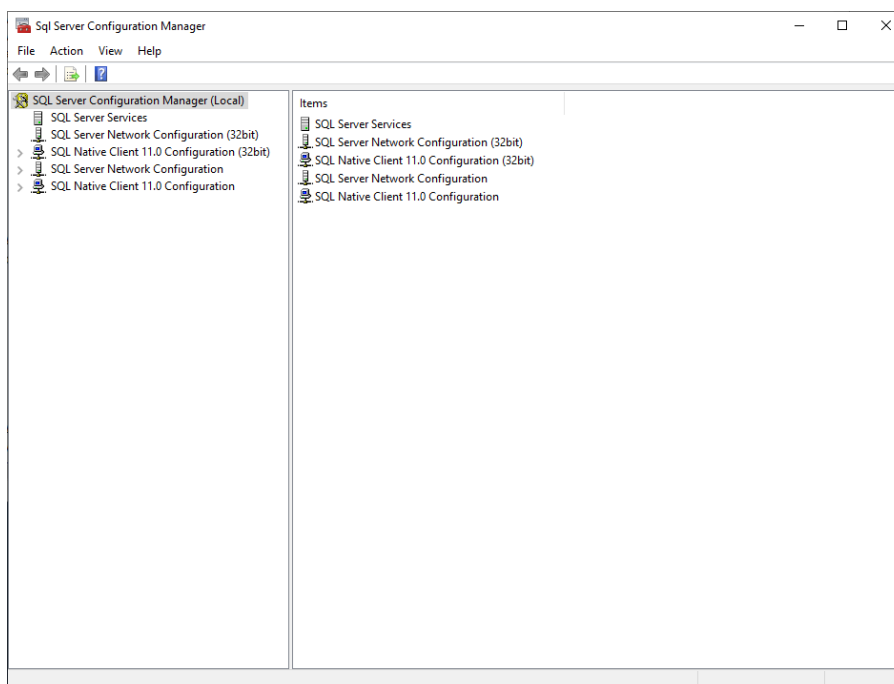 Sql Server Configuration Manager
File Action View Help
SQL Server Configuration Manager (Local)
SQL Server Services
SQL Server Network Configuration (32bit)
SQL Native Client 11.0 Configuration (32bit)
SQL Server Network Configuration
SQL Native Client 11.0 Configuration
Items
SQL Server Services
SQL Server Network Configuration (32bit)
SQL Native Client 11.0 Configuration (32bit)
SQL Server Network Configuration
SQL Native Client 11.0 Configuration